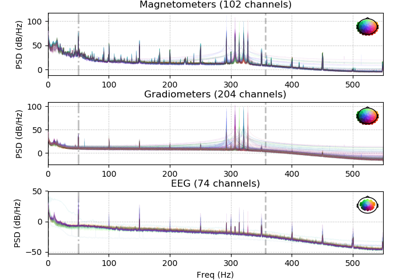 Magnetometers (102 channels)
PSD (dB/Hz)
100
50
0
0 100 200 300 400 500
Gradiometers (204 channels)
PSD (dB/Hz)
100
50
0
0 100 200 300 400 500
EEG (74 channels)
PSD (dB/Hz)
50
0
−50
0 100 200 300 400 500
Freq (Hz)